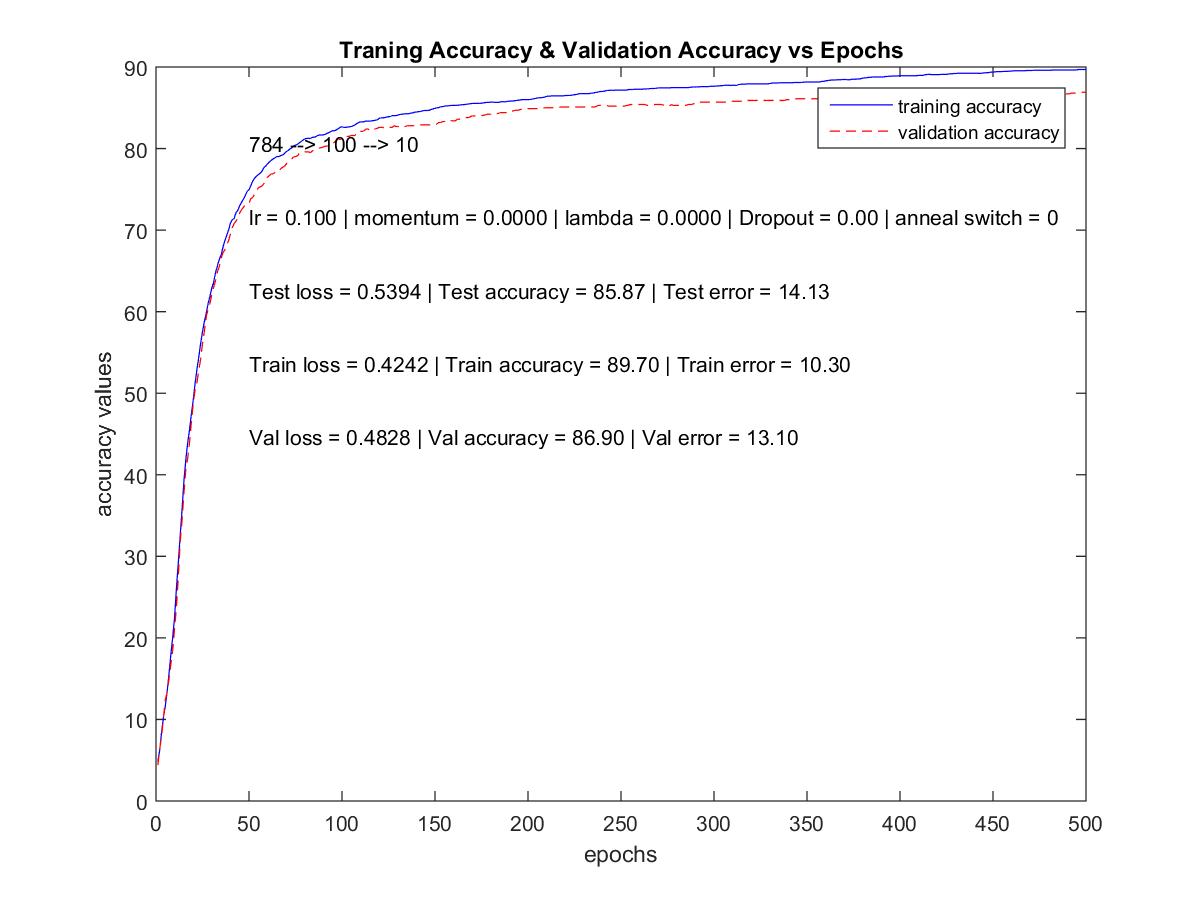 Traning Accuracy & Validation Accuracy vs Epochs
90
80
70
60
50
40
30
20
10
0
accuracy values
training accuracy
validation accuracy
784 --> 100 --> 10
lr = 0.100 | momentum = 0.0000 | lambda = 0.0000 | Dropout = 0.00 | anneal switch = 0
Test loss = 0.5394 | Test accuracy = 85.87 | Test error = 14.13
Train loss = 0.4242 | Train accuracy = 89.70 | Train error = 10.30
Val loss = 0.4828 | Val accuracy = 86.90 | Val error = 13.10
0 50 100 150 200 250 300 350 400 450 500
epochs